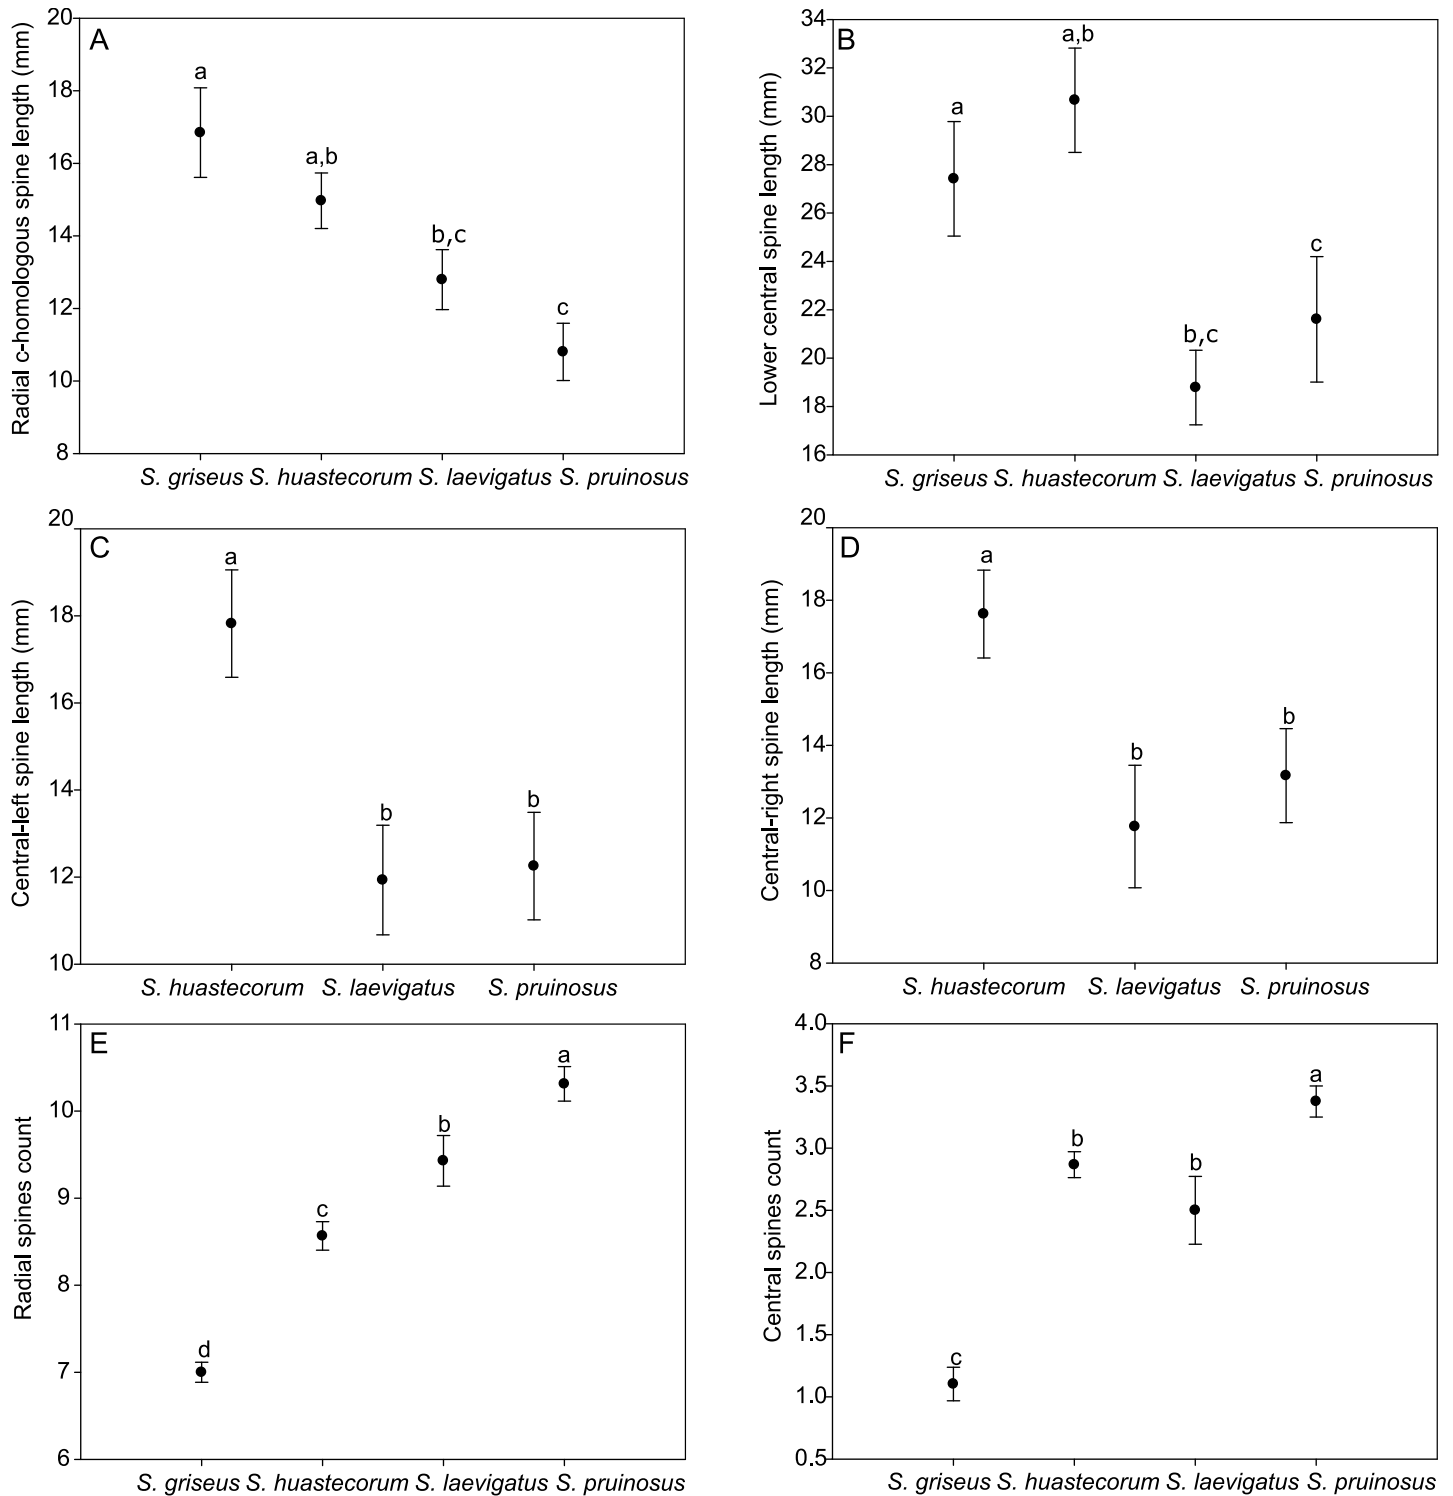 A
Radial c-homologous spine length (mm)
20
18
16
14
12
10
8
a
a,b
b,c
c
S. griseus S. huastecorum S. laevigatus S. pruinosus
B
Lower central spine length (mm)
34
32
30
28
26
24
22
20
18
16
a
a,b
b,c
c
S. griseus S. huastecorum S. laevigatus S. pruinosus
C
Central-left spine length (mm)
20
18
16
14
12
10
a
b
b
S. huastecorum S. laevigatus S. pruinosus
D
Central-right spine length (mm)
20
18
16
14
12
10
8
a
b
b
S. huastecorum S. laevigatus S. pruinosus
E
Radial spines count
11
10
9
8
7
6
d
c
b
a
S. griseus S. huastecorum S. laevigatus S. pruinosus
F
Central spines count
4.0
3.5
3.0
2.5
2.0
1.5
1.0
0.5
c
b
b
a
S. griseus S. huastecorum S. laevigatus S. pruinosus